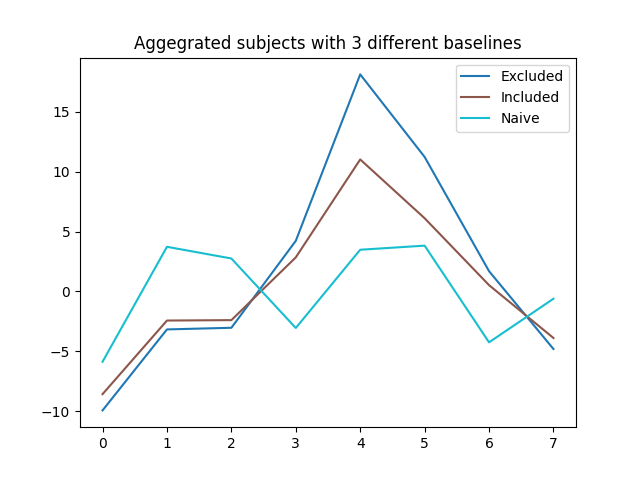 Aggegrated subjects with 3 different baselines
Excluded
Included
Naive
15
10
5
0
−5
−10
0 1 2 3 4 5 6 7